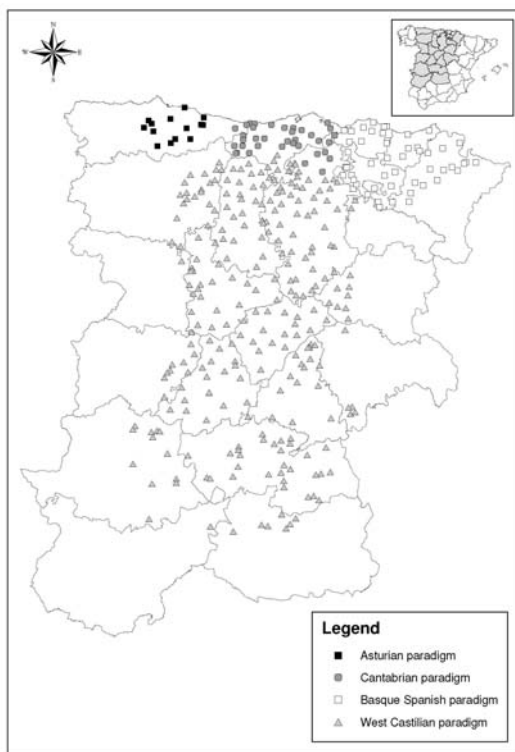 N
W
E
S
Legend
Asturian paradigm
Cantabrian paradigm
Basque Spanish paradigm
West Castilian paradigm